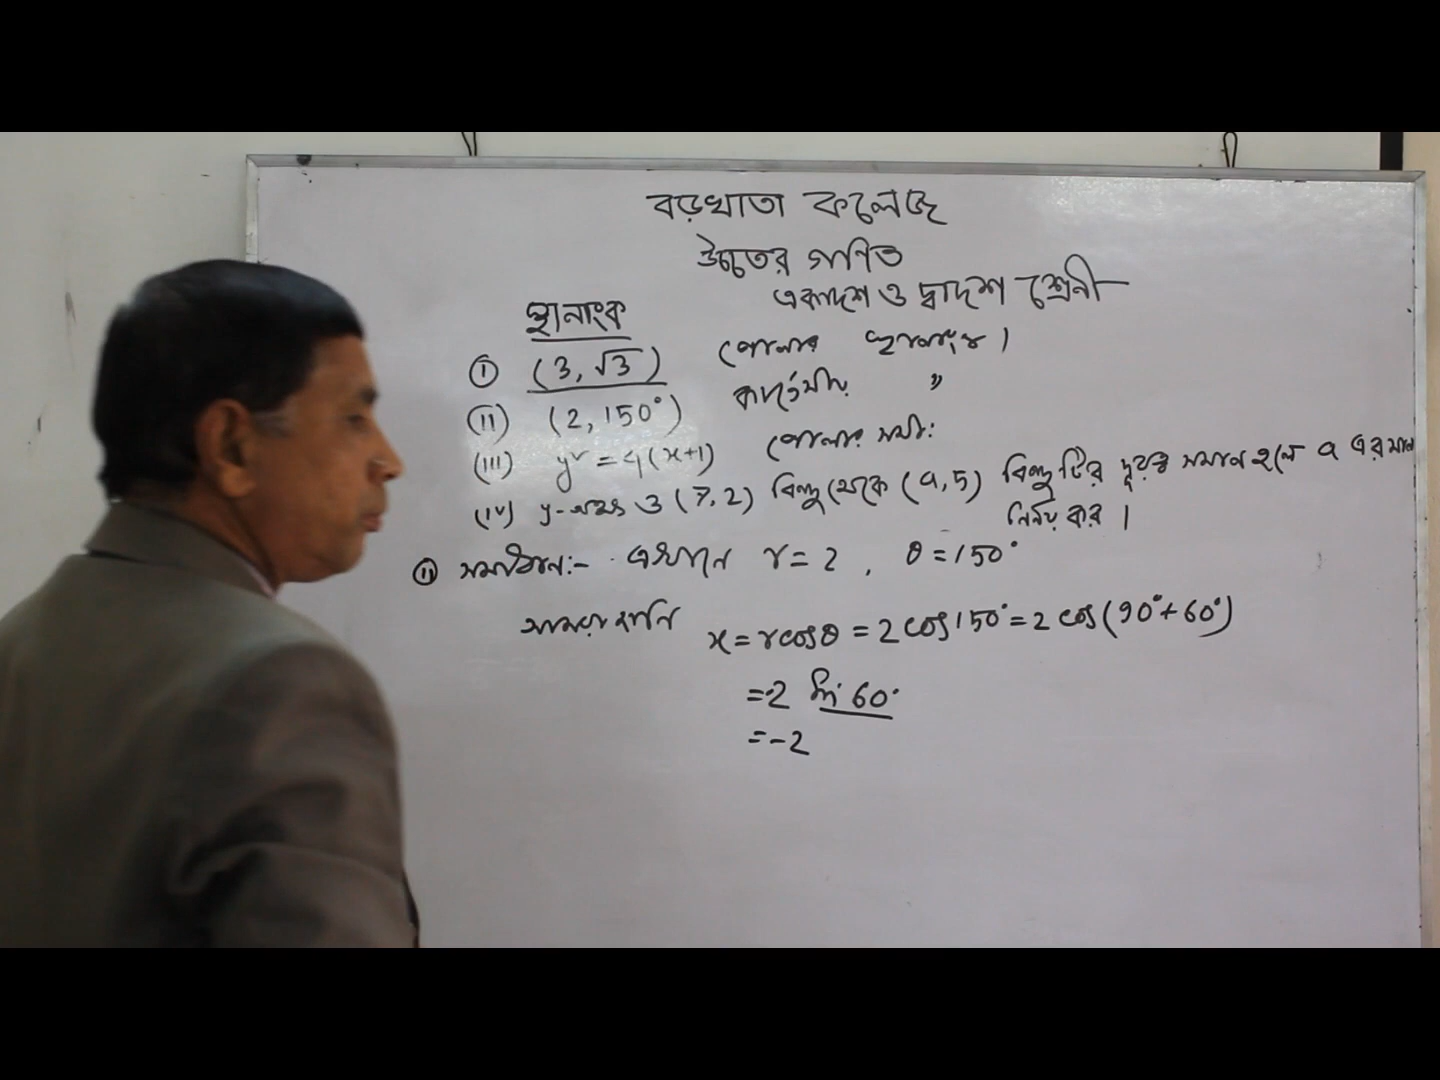 বড়খাতা কলেজ
উচ্চতর গণিত
একাদশ ও দ্বাদশ শ্রেনী
স্থানাংক
(i) (3, √3) পোলার স্থানাংক।
(ii) (2, 150°) কার্তেসীয় "
(iii) y² = 4(x+1) পোলার সমী:
(iv) y-অক্ষ ও (7, 2) বিন্দু থেকে (a, 5) বিন্দুটির দূরত্ব সমান হলে a এর মান
নির্ণয় কর।
(ii) সমাধান:- এখানে r = 2, θ = 150°
আমরা জানি x = r cos θ = 2 cos 150° = 2 cos (90° + 60°)
= -2 sin 60°
= -2